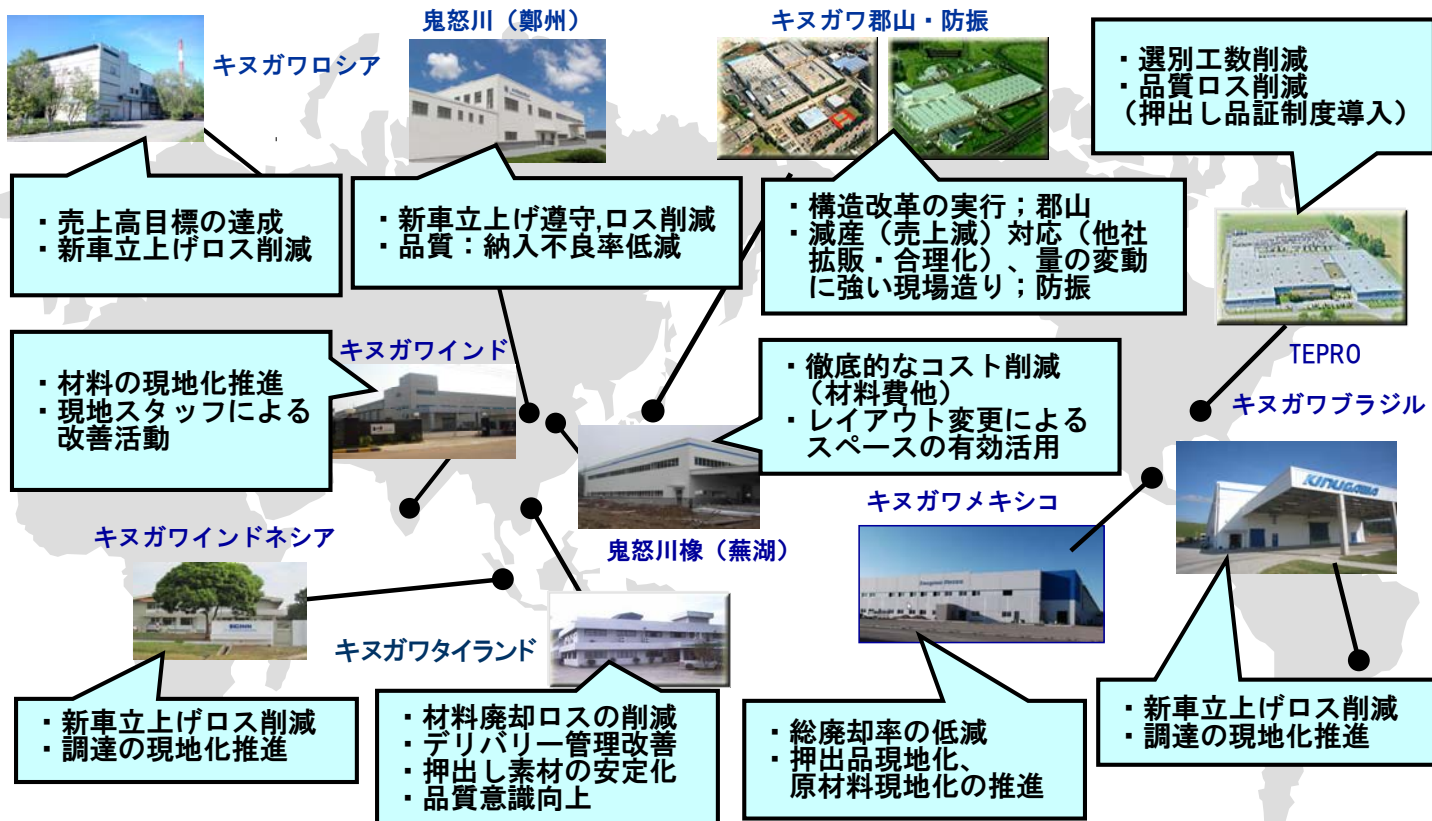 鬼怒川（鄭州）
キヌガワ郡山・防振
キヌガワロシア
・選別工数削減
・品質ロス削減
（押出し品証制度導入）
・売上高目標の達成
・新車立上げロス削減
・新車立上げ遵守,ロス削減
・品質：納入不良率低減
・構造改革の実行；郡山
・減産（売上減）対応（他社
拡販・合理化）、量の変動
に強い現場造り；防振
TEPRO
キヌガワインド
・材料の現地化推進
・現地スタッフによる
改善活動
・徹底的なコスト削減
（材料費他）
・レイアウト変更による
スペースの有効活用
キヌガワブラジル
KINUGAWA
キヌガワメキシコ
キヌガワインドネシア
鬼怒川橡（蕪湖）
キヌガワタイランド
・新車立上げロス削減
・調達の現地化推進
・材料廃却ロスの削減
・デリバリー管理改善
・押出し素材の安定化
・品質意識向上
・総廃却率の低減
・押出品現地化、
原材料現地化の推進
・新車立上げロス削減
・調達の現地化推進